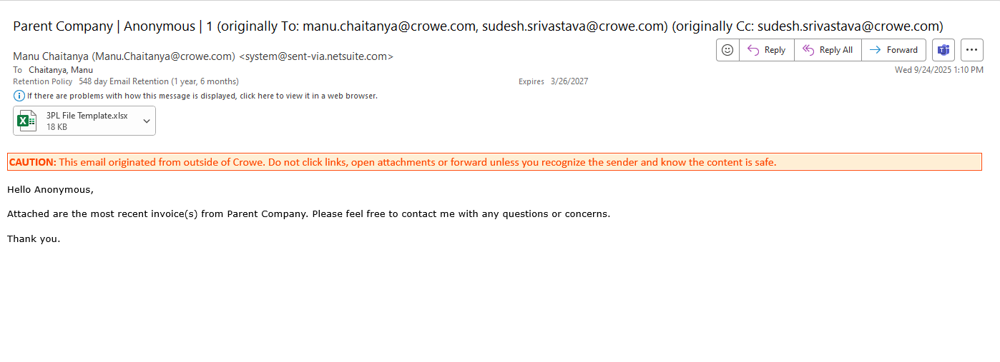 Parent Company | Anonymous | 1 (originally To: manu.chaitanya@crowe.com, sudesh.srivastava@crowe.com) (originally Cc: sudesh.srivastava@crowe.com)
Manu Chaitanya (Manu.Chaitanya@crowe.com) <system@sent-via.netsuite.com>
Reply Reply All Forward
To Chaitanya, Manu
Wed 9/24/2025 1:10 PM
Retention Policy 548 day Email Retention (1 year, 6 months) Expires 3/26/2027
If there are problems with how this message is displayed, click here to view it in a web browser.
3PL File Template.xlsx
18 KB
CAUTION: This email originated from outside of Crowe. Do not click links, open attachments or forward unless you recognize the sender and know the content is safe.
Hello Anonymous,
Attached are the most recent invoice(s) from Parent Company. Please feel free to contact me with any questions or concerns.
Thank you.